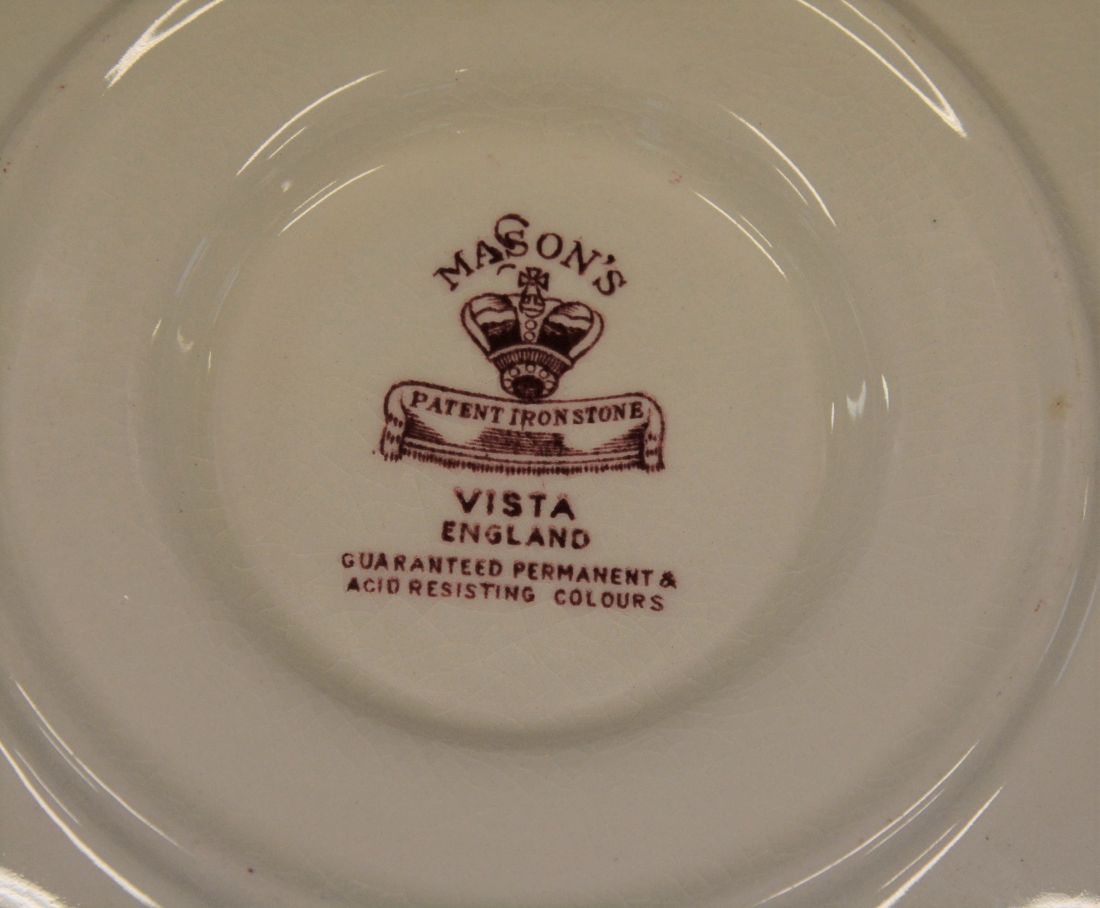 MASON'S
PATENT IRONSTONE
VISTA
ENGLAND
GUARANTEED PERMANENT &
ACID RESISTING COLOURS